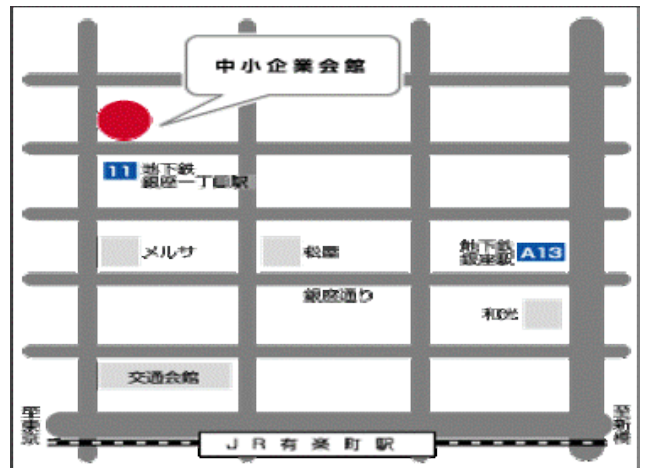 中小企業会館
11 地下鉄
銀座一丁目駅
メルサ
松屋
地下鉄
銀座駅 A13
銀座通り
和光
交通会館
至東京
至新橋
JR有楽町駅